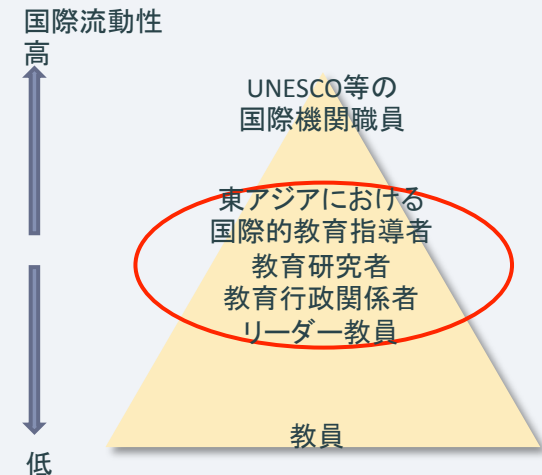 国際流動性
高
UNESCO等の
国際機関職員
東アジアにおける
国際的教育指導者
教育研究者
教育行政関係者
リーダー教員
教員
低